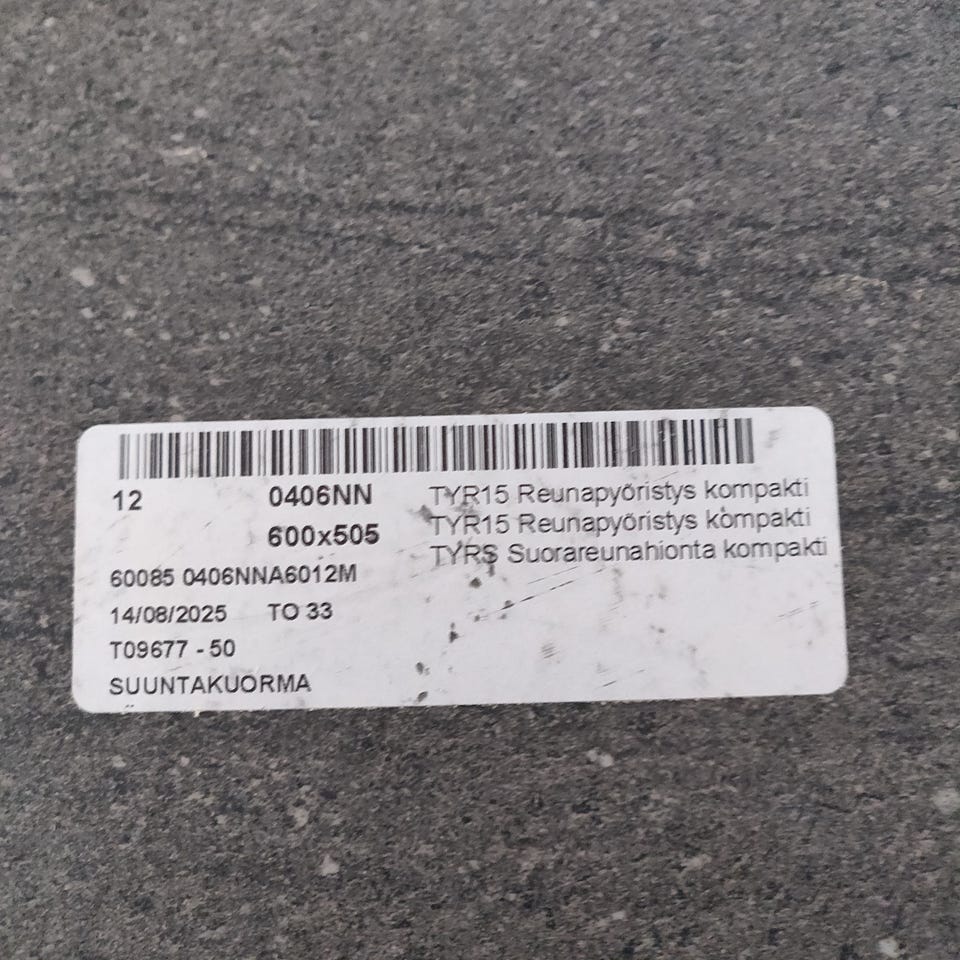 12 0406NN TYR15 Reunapyöristys kompakti
600x505 TYR15 Reunapyöristys kompakti
TYRS Suorareunahionta kompakti
60085 0406NNA6012M
14/08/2025 TO 33
T09677 - 50
SUUNTAKUORMA